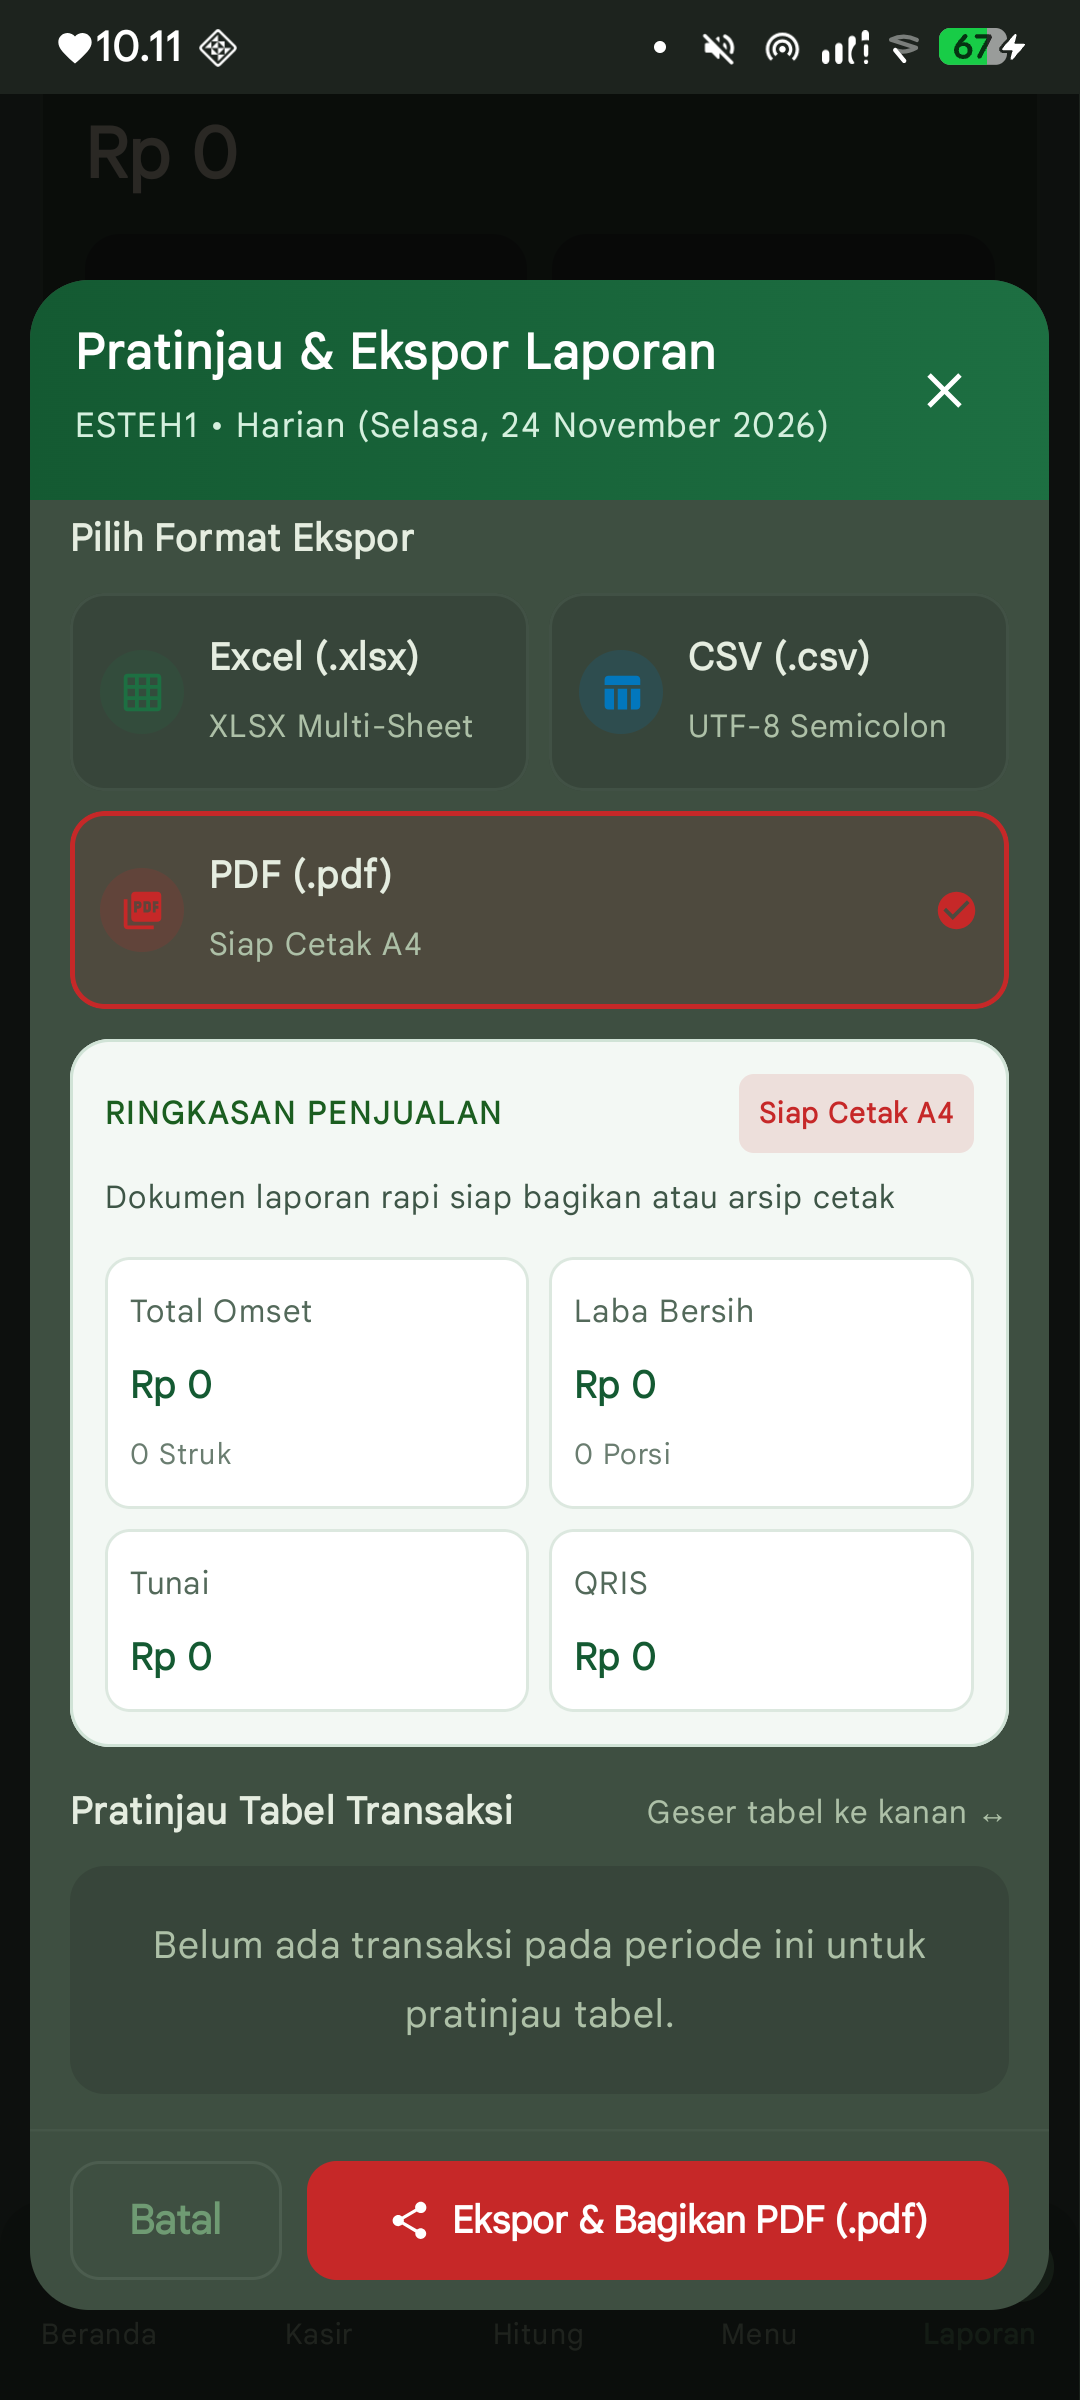 10.11
67
Rp 0
Pratinjau & Ekspor Laporan
ESTEH1 • Harian (Selasa, 24 November 2026)
Pilih Format Ekspor
Excel (.xlsx)
XLSX Multi-Sheet
CSV (.csv)
UTF-8 Semicolon
PDF
PDF (.pdf)
Siap Cetak A4
RINGKASAN PENJUALAN
Siap Cetak A4
Dokumen laporan rapi siap bagikan atau arsip cetak
Total Omset
Rp 0
0 Struk
Laba Bersih
Rp 0
0 Porsi
Tunai
Rp 0
QRIS
Rp 0
Pratinjau Tabel Transaksi
Geser tabel ke kanan ↔
Belum ada transaksi pada periode ini untuk
pratinjau tabel.
Batal
Ekspor & Bagikan PDF (.pdf)
Beranda
Kasir
Hitung
Menu
Laporan